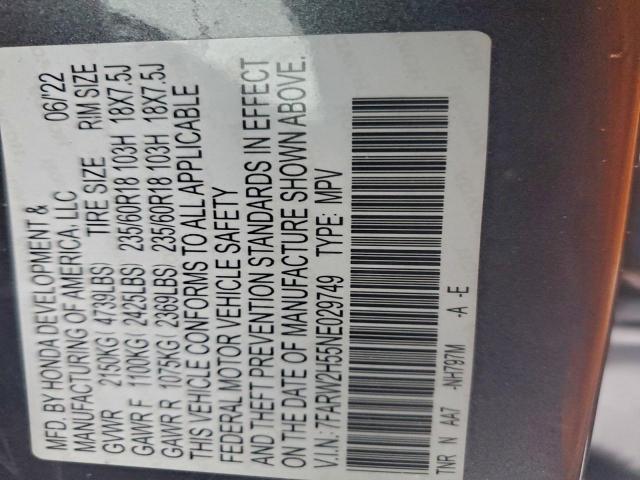 MFD. BY HONDA DEVELOPMENT & 06/'22
MANUFACTURING OF AMERICA, LLC
GVWR 2150KG (4739LBS) TIRE SIZE RIM SIZE
GAWR F 1100KG (2425LBS) 235/60R18 103H 18X7.5J
GAWR R 1075KG (2369LBS) 235/60R18 103H 18X7.5J
THIS VEHICLE CONFORMS TO ALL APPLICABLE
FEDERAL MOTOR VEHICLE SAFETY
AND THEFT PREVENTION STANDARDS IN EFFECT
ON THE DATE OF MANUFACTURE SHOWN ABOVE.
V.I.N.: 7FARW2H55NE029749 TYPE: MPV
TNR N AA7 -NH797M -A -E